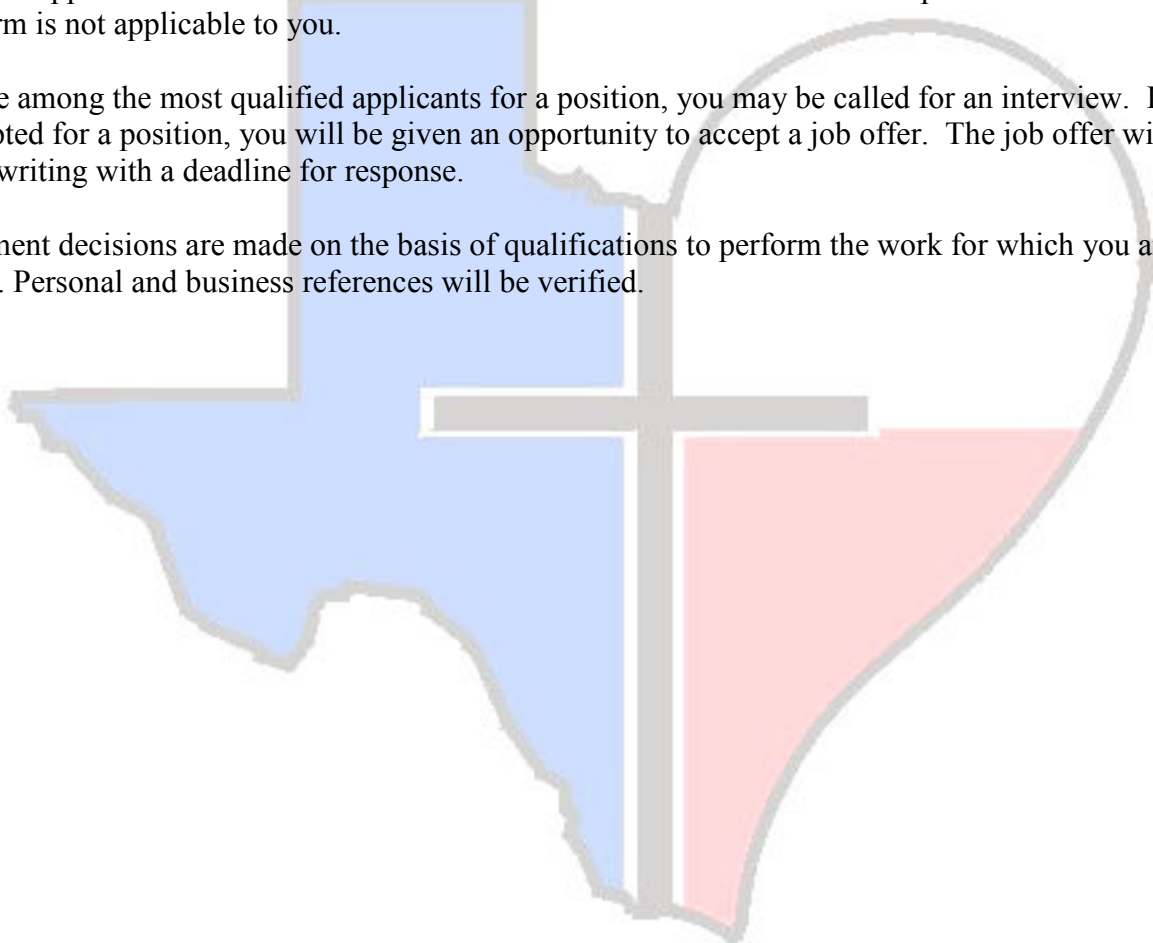 rm is not applicable to you.
e among the most qualified applicants for a position, you may be called for an interview.
pted for a position, you will be given an opportunity to accept a job offer. The job offer wi
writing with a deadline for response.
ment decisions are made on the basis of qualifications to perform the work for which you a
. Personal and business references will be verified.